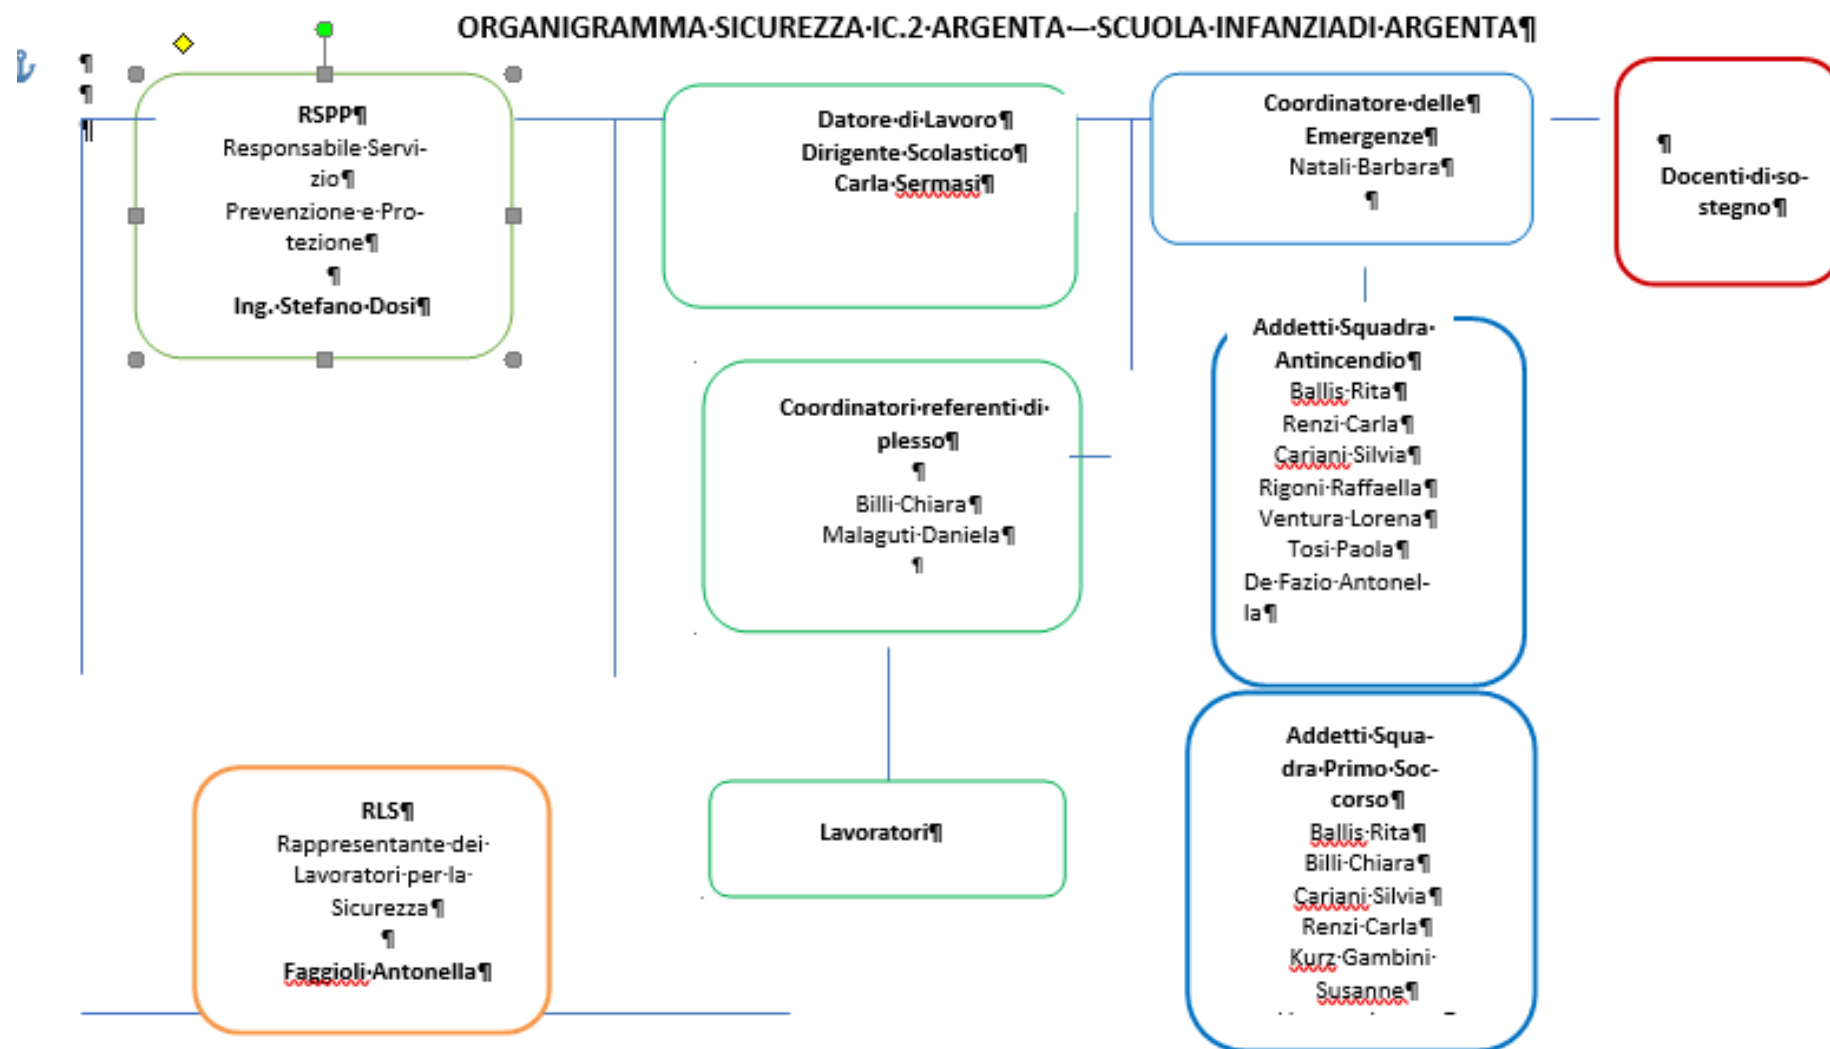 ORGANIGRAMMA SICUREZZA IC.2 ARGENTA – SCUOLA INFANZIADI ARGENTA¶
¶
¶
¶
RSPP¶
Responsabile Servi-
zio¶
Prevenzione e Pro-
tezione¶
¶
Ing. Stefano Dosi¶
Datore di Lavoro¶
Dirigente Scolastico¶
Carla Sermasi¶
Coordinatore delle¶
Emergenze¶
Natali Barbara¶
¶
¶
Docenti di so-
stegno¶
Coordinatori referenti di
plesso¶
¶
Billi Chiara¶
Malaguti Daniela¶
¶
Addetti Squadra
Antincendio¶
Ballis Rita¶
Renzi Carla¶
Cariani Silvia¶
Rigoni Raffaella¶
Ventura Lorena¶
Tosi Paola¶
De Fazio Antonel-
la¶
RLS¶
Rappresentante dei
Lavoratori per la
Sicurezza¶
¶
Faggioli Antonella¶
Lavoratori¶
Addetti Squa-
dra Primo Soc-
corso¶
Ballis Rita¶
Billi Chiara¶
Cariani Silvia¶
Renzi Carla¶
Kurz Gambini
Susanne¶